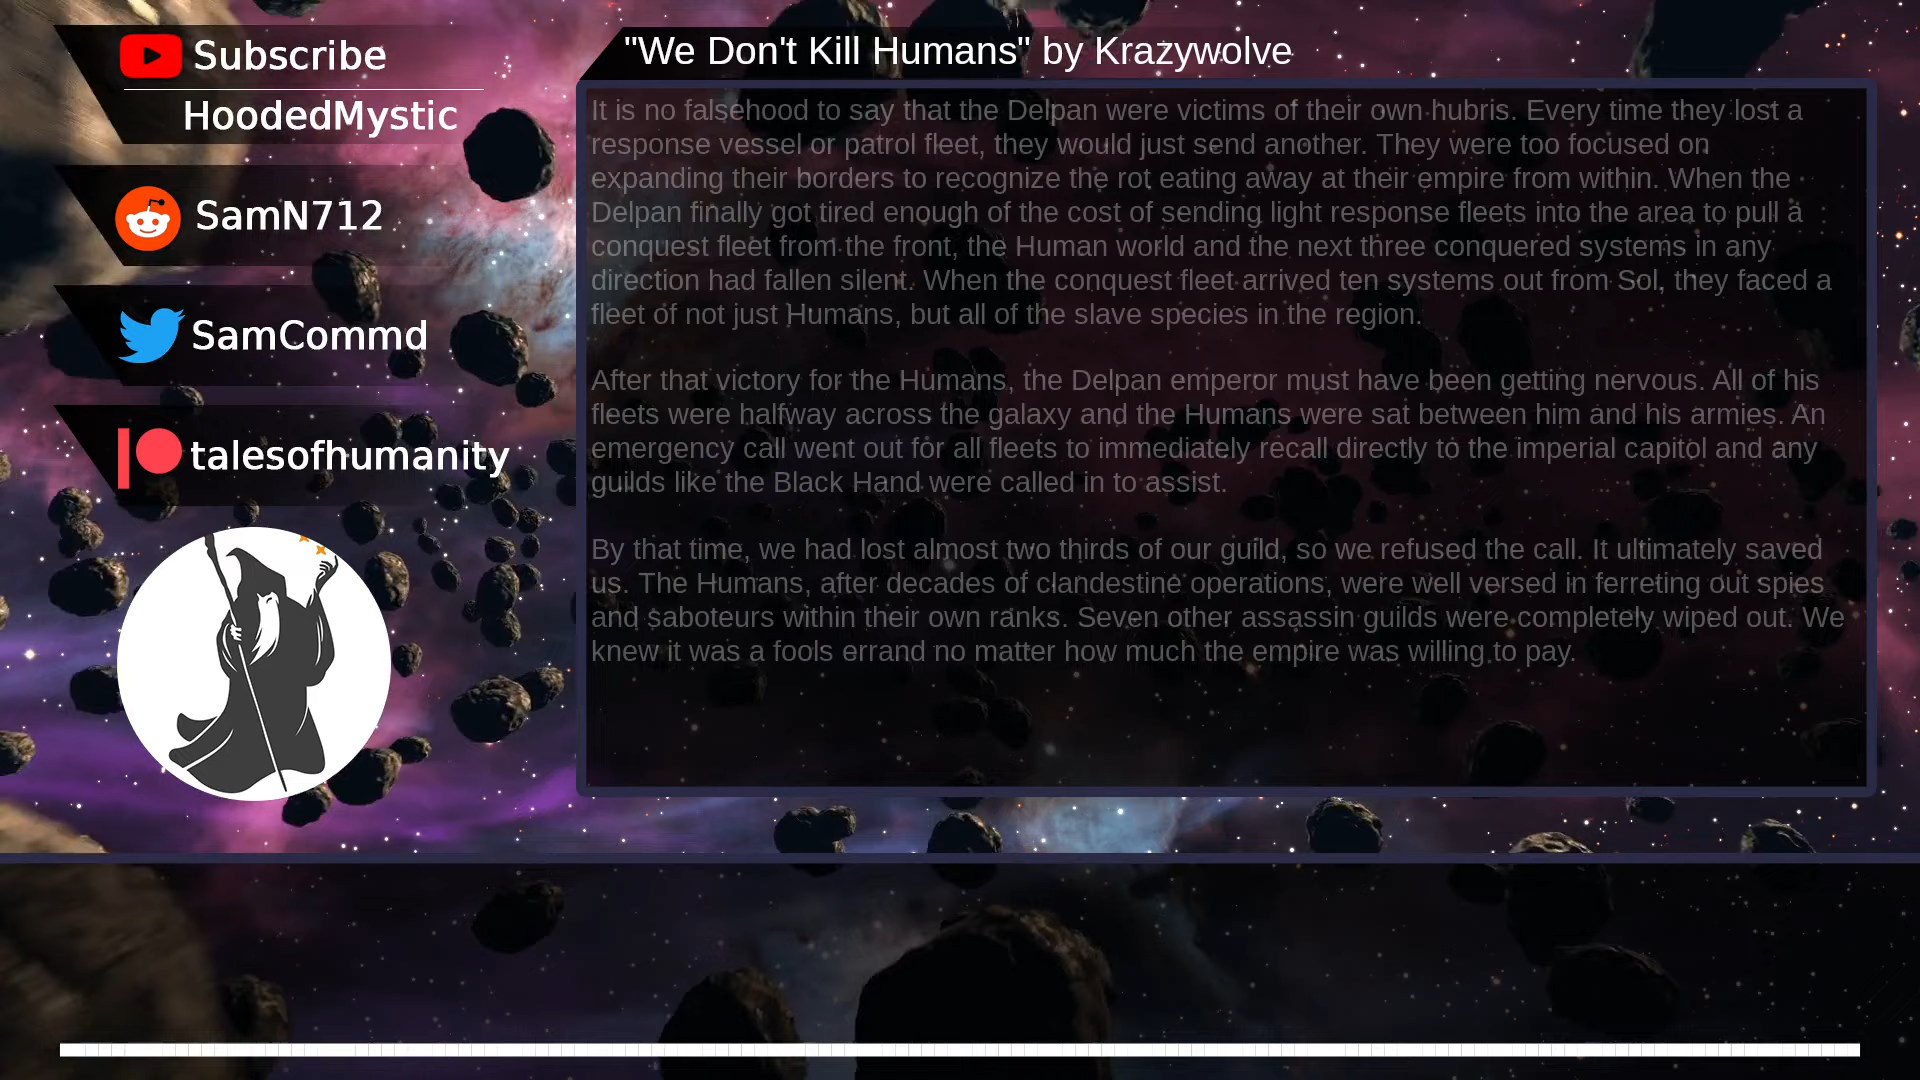 Subscribe
HoodedMystic
SamN712
SamCommd
talesofhumanity
"We Don't Kill Humans" by Krazywolve
It is no falsehood to say that the Delpan were victims of their own hubris. Every time they lost a
response vessel or patrol fleet, they would just send another. They were too focused on
expanding their borders to recognize the rot eating away at their empire from within. When the
Delpan finally got tired enough of the cost of sending light response fleets into the area to pull a
conquest fleet from the front, the Human world and the next three conquered systems in any
direction had fallen silent. When the conquest fleet arrived ten systems out from Sol, they faced a
fleet of not just Humans, but all of the slave species in the region.
After that victory for the Humans, the Delpan emperor must have been getting nervous. All of his
fleets were halfway across the galaxy and the Humans were sat between him and his armies. An
emergency call went out for all fleets to immediately recall directly to the imperial capitol and any
guilds like the Black Hand were called in to assist.
By that time, we had lost almost two thirds of our guild, so we refused the call. It ultimately saved
us. The Humans, after decades of clandestine operations, were well versed in ferreting out spies
and saboteurs within their own ranks. Seven other assassin guilds were completely wiped out. We
knew it was a fools errand no matter how much the empire was willing to pay.